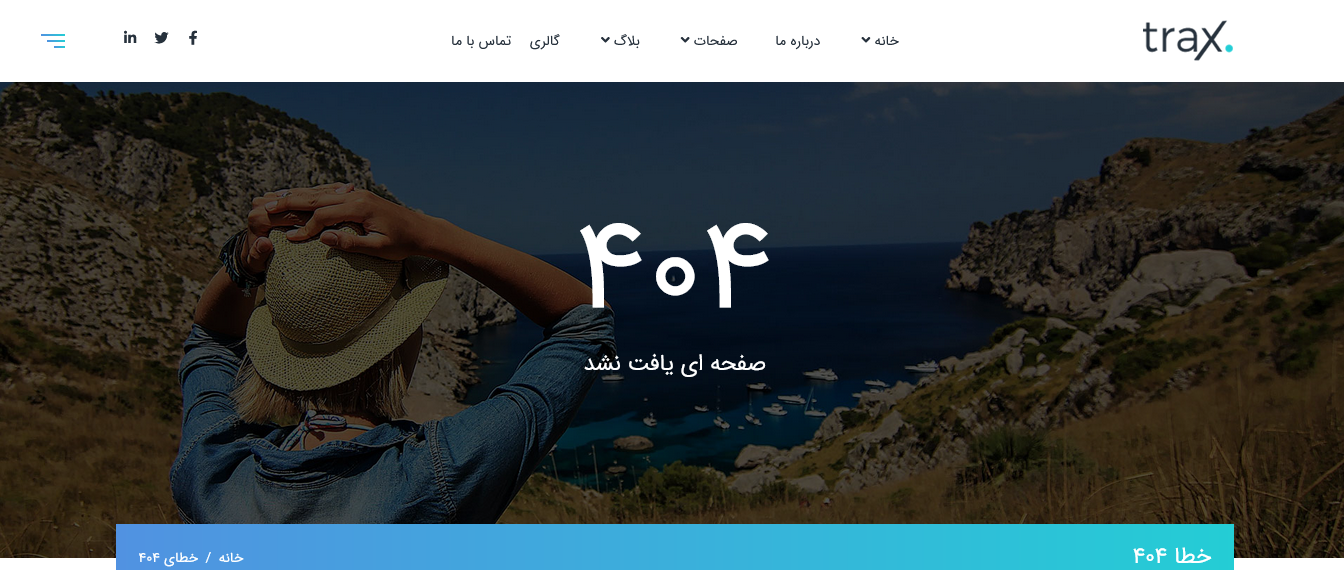 trax.
خانه
درباره ما
صفحات
بلاگ
گالری
تماس با ما
۴۰۴
صفحه ای یافت نشد
خطا ۴۰۴
خانه / خطای ۴۰۴